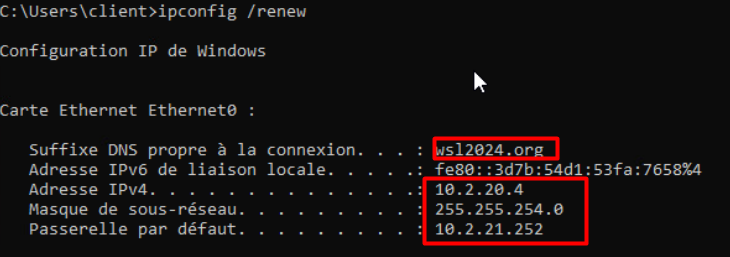 C:\Users\client>ipconfig /renew
Configuration IP de Windows
Carte Ethernet Ethernet0 :
Suffixe DNS propre à la connexion. . . : wsl2024.org
Adresse IPv6 de liaison locale. . . . .: fe80::3d7b:54d1:53fa:7658%4
Adresse IPv4. . . . . . . . . . . . . .: 10.2.20.4
Masque de sous-réseau. . . . . . . . . : 255.255.254.0
Passerelle par défaut. . . . . . . . . : 10.2.21.252